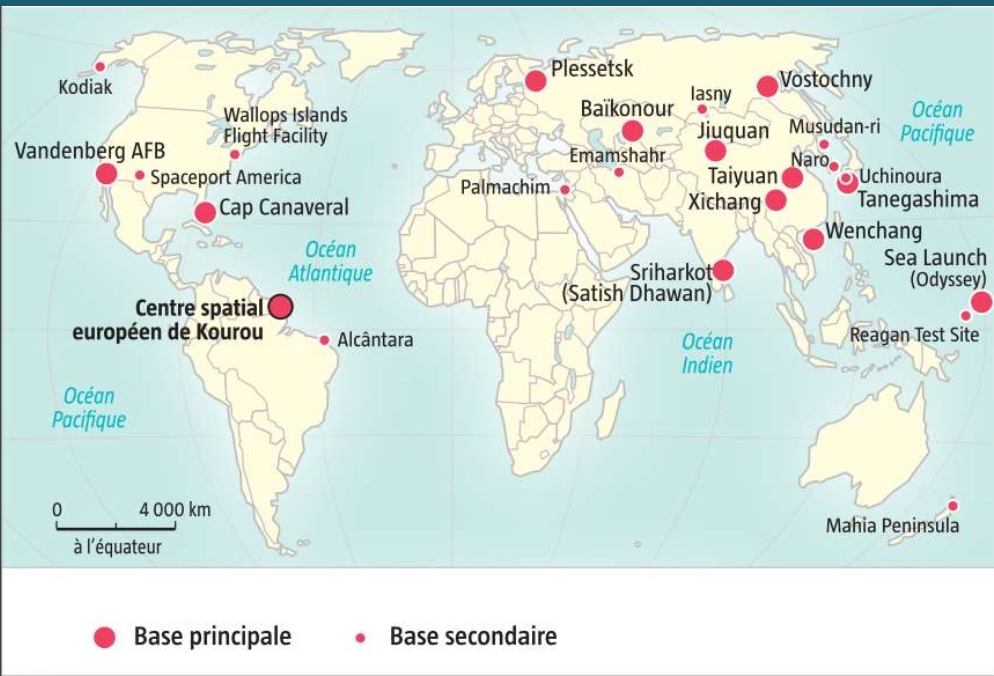 Kodiak
Wallops Islands
Flight Facility
Vandenberg AFB
Spaceport America
Cap Canaveral
Océan
Atlantique
Centre spatial
européen de Kourou
Alcântara
Océan
Pacifique
Plessetsk
Vostochny
Iasny
Baïkonour
Océan
Pacifique
Jiuquan
Musudan-ri
Emamshahr
Naro
Palmachim
Taiyuan
Uchinoura
Xichang
Tanegashima
Wenchang
Sea Launch
(Odyssey)
Sriharkot
(Satish Dhawan)
Reagan Test Site
Océan
Indien
Mahia Peninsula
0 4 000 km
à l'équateur
Base principale
Base secondaire